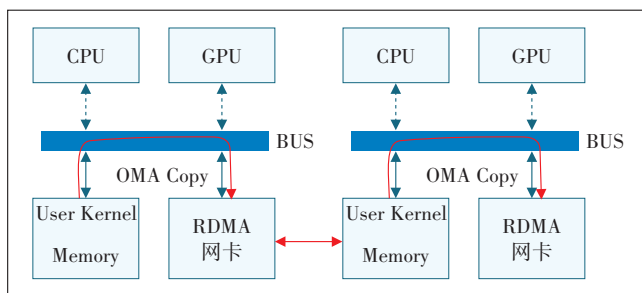 CPU
GPU
CPU
GPU
BUS
BUS
OMA Copy
OMA Copy
User Kernel
Memory
RDMA
网卡
User Kernel
Memory
RDMA
网卡